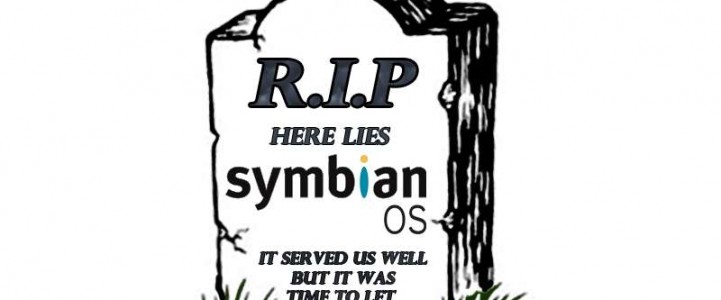 R.I.P
HERE LIES
symbian
OS
IT SERVED US WELL
BUT IT WAS
TIME TO LET